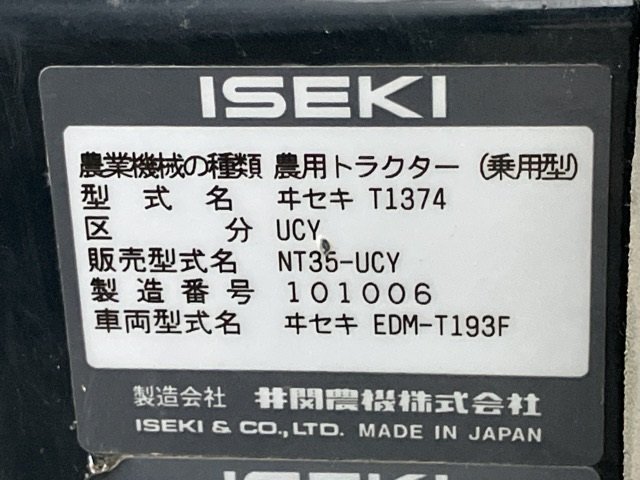 ISEKI
農業機械の種類 農用トラクター (乗用型)
型式名 ヰセキ T1374
区分 UCY
販売型式名 NT35-UCY
製造番号 101006
車両型式名 ヰセキ EDM-T193F
製造会社 井関農機株式会社
ISEKI & CO.,LTD. MADE IN JAPAN
ISEKI